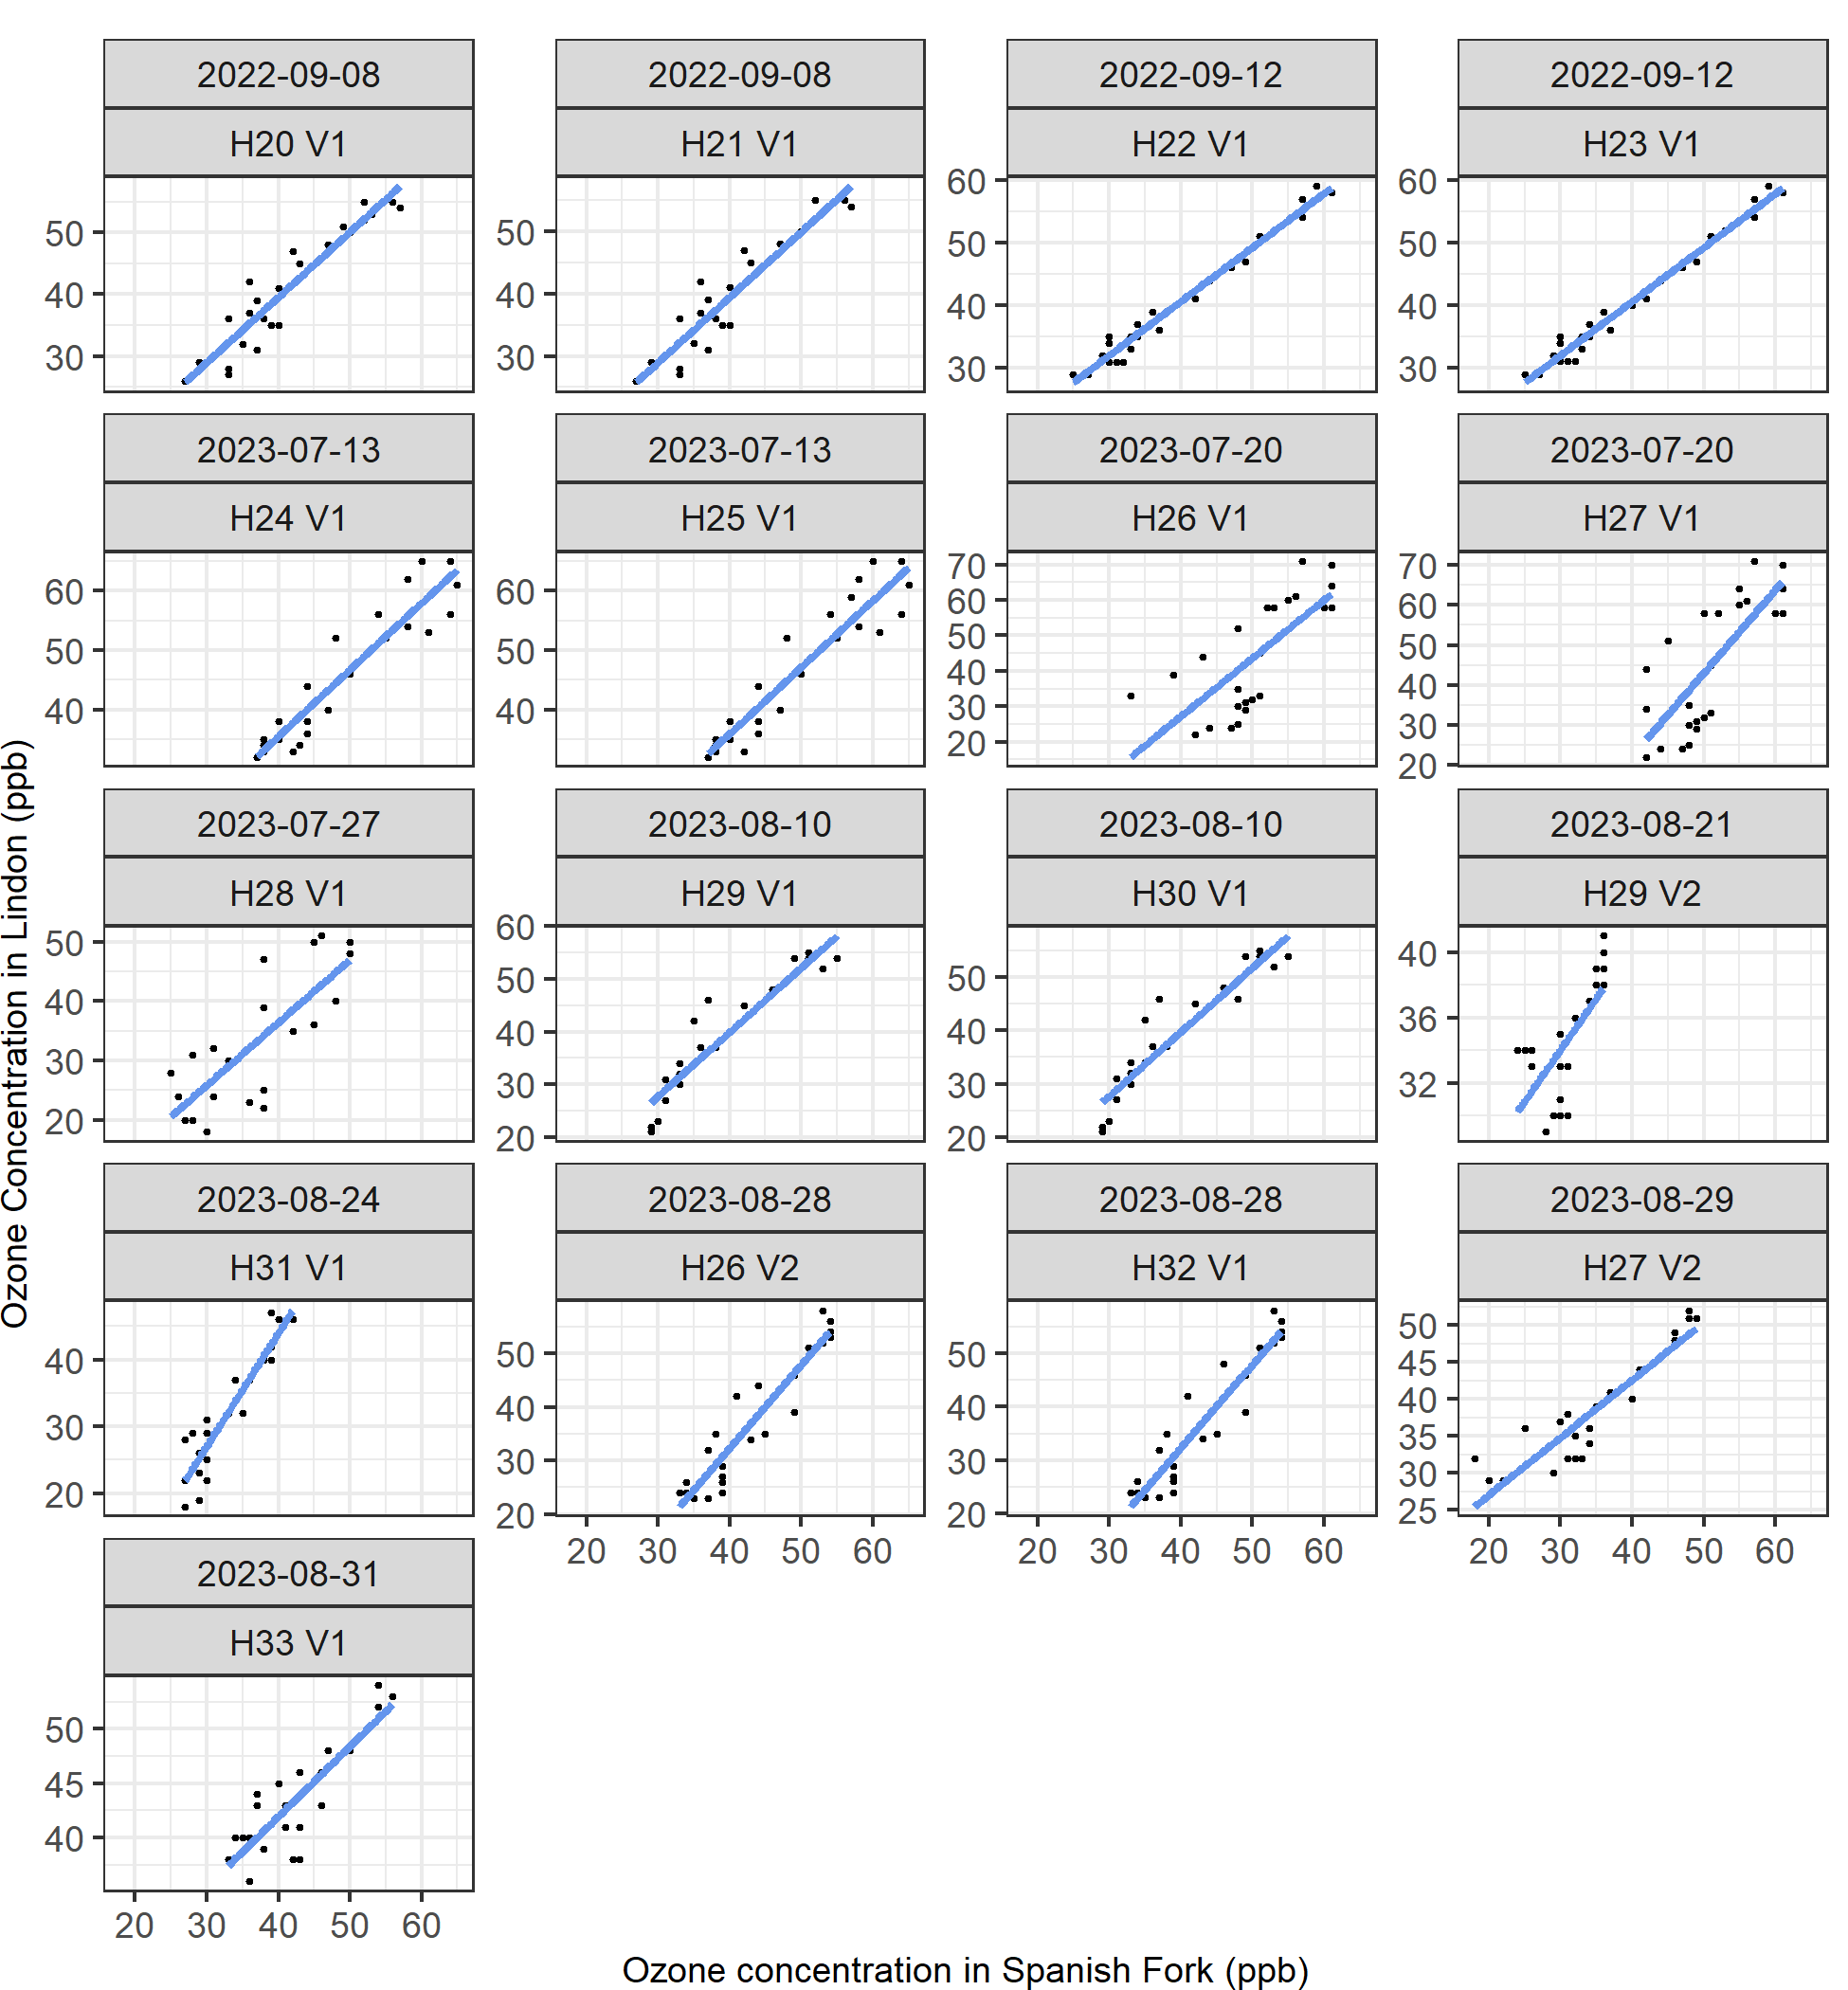 2022-09-08 2022-09-08 2022-09-12 2022-09-12
H20 V1 H21 V1 H22 V1 H23 V1
50 40 30
50 40 30
60 50 40 30
60 50 40 30
2023-07-13 2023-07-13 2023-07-20 2023-07-20
H24 V1 H25 V1 H26 V1 H27 V1
60 50 40
60 50 40
70 60 50 40 30 20
70 60 50 40 30 20
2023-07-27 2023-08-10 2023-08-10 2023-08-21
H28 V1 H29 V1 H30 V1 H29 V2
50 40 30 20
60 50 40 30 20
50 40 30 20
40 36 32
2023-08-24 2023-08-28 2023-08-28 2023-08-29
H31 V1 H26 V2 H32 V1 H27 V2
40 30 20
50 40 30 20
50 40 30 20
50 45 40 35 30 25
20 30 40 50 60
20 30 40 50 60
20 30 40 50 60
2023-08-31
H33 V1
50 45 40
20 30 40 50 60
Ozone Concentration in Lindon (ppb)
Ozone concentration in Spanish Fork (ppb)